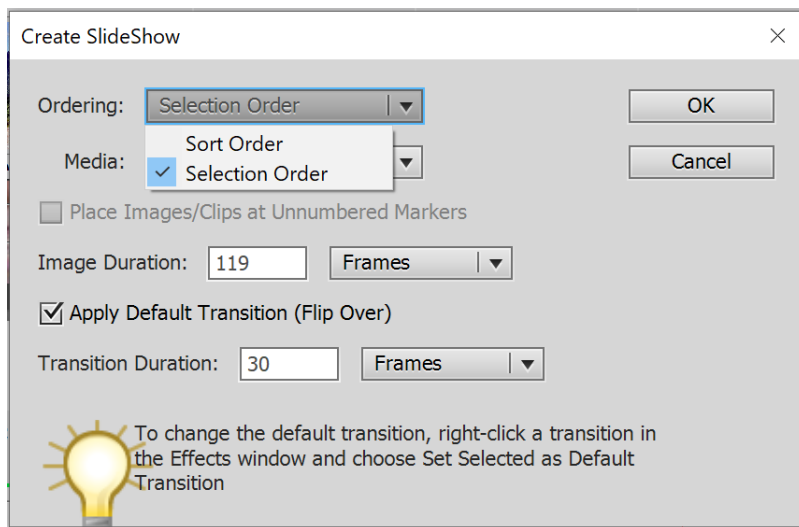 Create SlideShow
Ordering: Selection Order
OK
Sort Order
Media:
Selection Order
Cancel
Place Images/Clips at Unnumbered Markers
Image Duration: 119 Frames
Apply Default Transition (Flip Over)
Transition Duration: 30 Frames
To change the default transition, right-click a transition in
the Effects window and choose Set Selected as Default
Transition